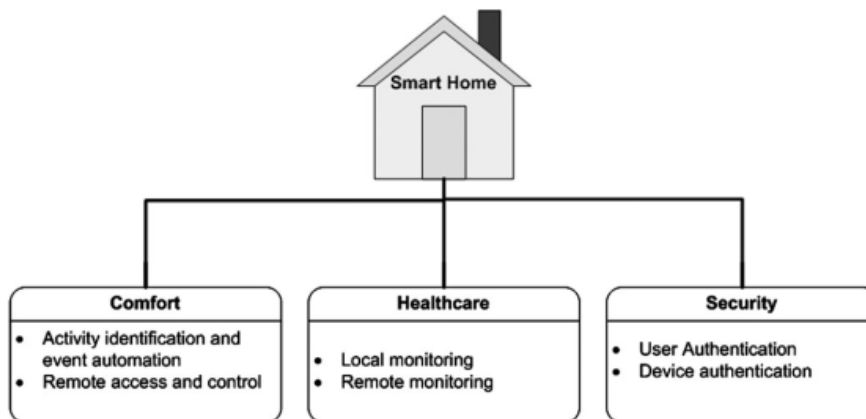 Smart Home
Comfort
• Activity identification and
event automation
• Remote access and control
Healthcare
• Local monitoring
• Remote monitoring
Security
• User Authentication
• Device authentication